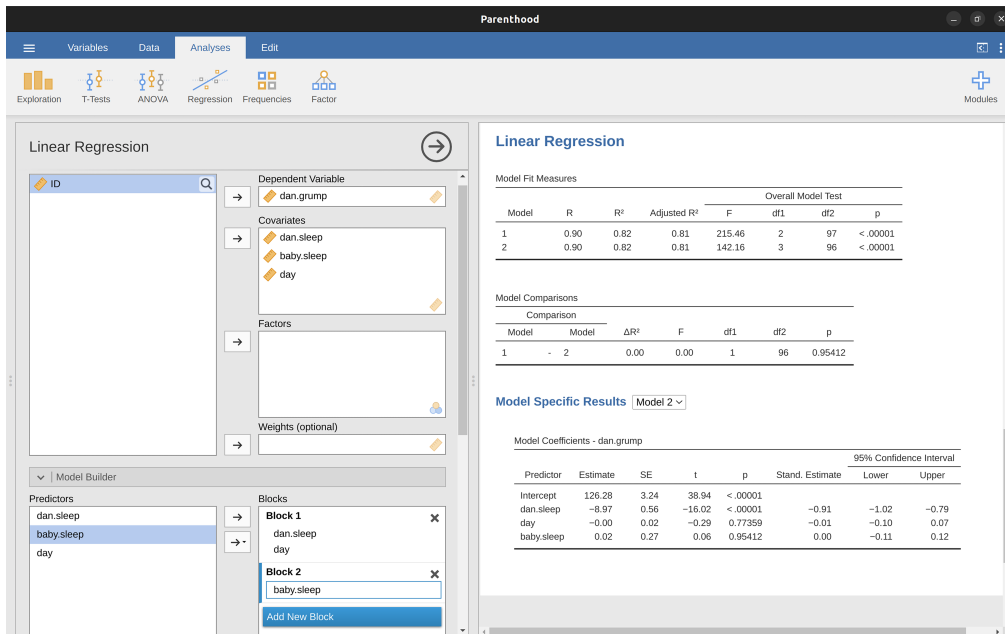 Parenthood
Variables Data Analyses Edit
Exploration T-Tests ANOVA Regression Frequencies Factor Modules
Linear Regression
ID
Dependent Variable
dan.grump
Covariates
dan.sleep
baby.sleep
day
Factors
Weights (optional)
Model Builder
Predictors
dan.sleep
baby.sleep
day
Blocks
Block 1
dan.sleep
day
Block 2
baby.sleep
Add New Block
Linear Regression
Model Fit Measures
Overall Model Test
Model R R² Adjusted R² F df1 df2 p
1 0.90 0.82 0.81 215.46 2 97 < .00001
2 0.90 0.82 0.81 142.16 3 96 < .00001
Model Comparisons
Comparison
Model Model ΔR² F df1 df2 p
1 - 2 0.00 0.00 1 96 0.95412
Model Specific Results Model 2
Model Coefficients - dan.grump
95% Confidence Interval
Predictor Estimate SE t p Stand. Estimate Lower Upper
Intercept 126.28 3.24 38.94 < .00001
dan.sleep −8.97 0.56 −16.02 < .00001 −0.91 −1.02 −0.79
day −0.00 0.02 −0.29 0.77359 −0.01 −0.10 0.07
baby.sleep 0.02 0.27 0.06 0.95412 0.00 −0.11 0.12